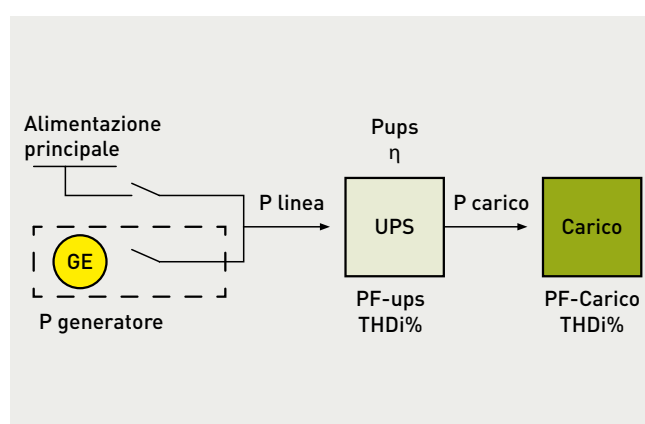 Alimentazione
principale
GE
P generatore
P linea
Pups
η
UPS
PF-ups
THDi%
P carico
Carico
PF-Carico
THDi%